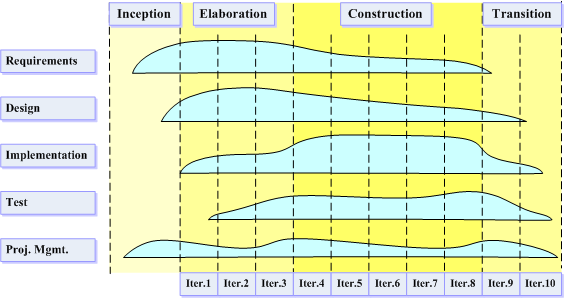 Inception Elaboration Construction Transition
Requirements
Design
Implementation
Test
Proj. Mgmt.
Iter.1 Iter.2 Iter.3 Iter.4 Iter.5 Iter.6 Iter.7 Iter.8 Iter.9 Iter.10